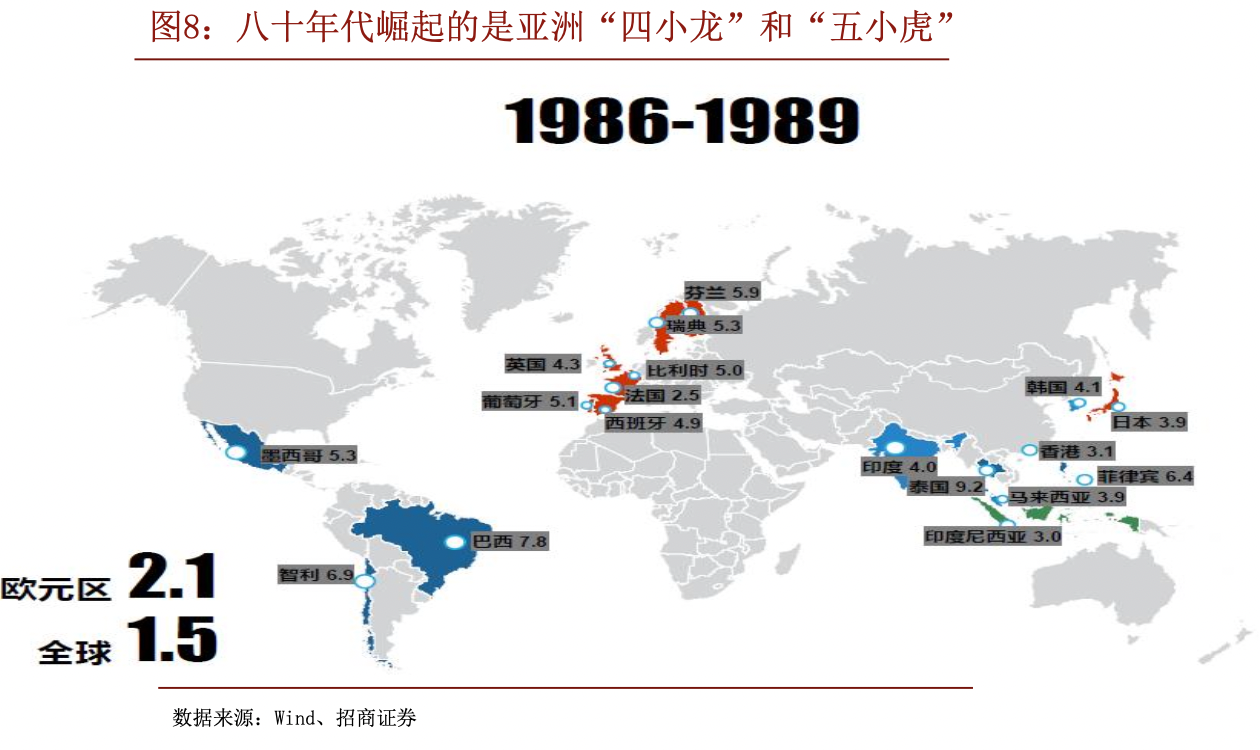 图8：八十年代崛起的是亚洲“四小龙”和“五小虎”
1986-1989
芬兰 5.9
瑞典 5.3
英国 4.3
比利时 5.0
葡萄牙 5.1
法国 2.5
西班牙 4.9
韩国 4.1
日本 3.9
墨西哥 5.3
香港 3.1
印度 4.0
菲律宾 6.4
泰国 9.2
马来西亚 3.9
巴西 7.8
印度尼西亚 3.0
智利 6.9
欧元区 2.1
全球 1.5
数据来源：Wind、招商证券